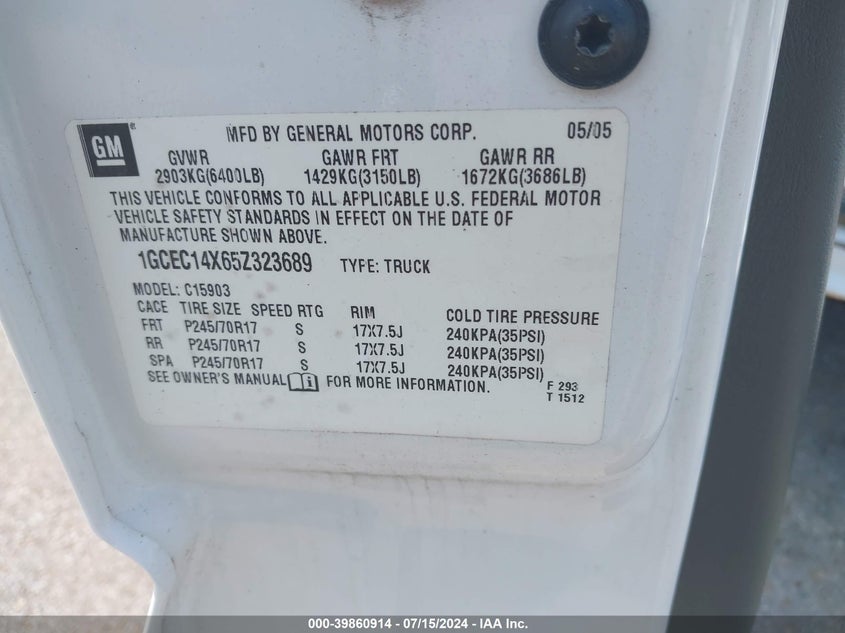 GM ®
MFD BY GENERAL MOTORS CORP. 05/05
GVWR GAWR FRT GAWR RR
2903KG(6400LB) 1429KG(3150LB) 1672KG(3686LB)
THIS VEHICLE CONFORMS TO ALL APPLICABLE U.S. FEDERAL MOTOR
VEHICLE SAFETY STANDARDS IN EFFECT ON THE DATE OF
MANUFACTURE SHOWN ABOVE.
1GCEC14X65Z323689 TYPE: TRUCK
MODEL: C15903
CACE TIRE SIZE SPEED RTG RIM COLD TIRE PRESSURE
FRT P245/70R17 S 17X7.5J 240KPA(35PSI)
RR P245/70R17 S 17X7.5J 240KPA(35PSI)
SPA P245/70R17 S 17X7.5J 240KPA(35PSI)
SEE OWNER'S MANUAL i FOR MORE INFORMATION.
F 293
T 1512
000-39860914 - 07/15/2024 - IAA Inc.